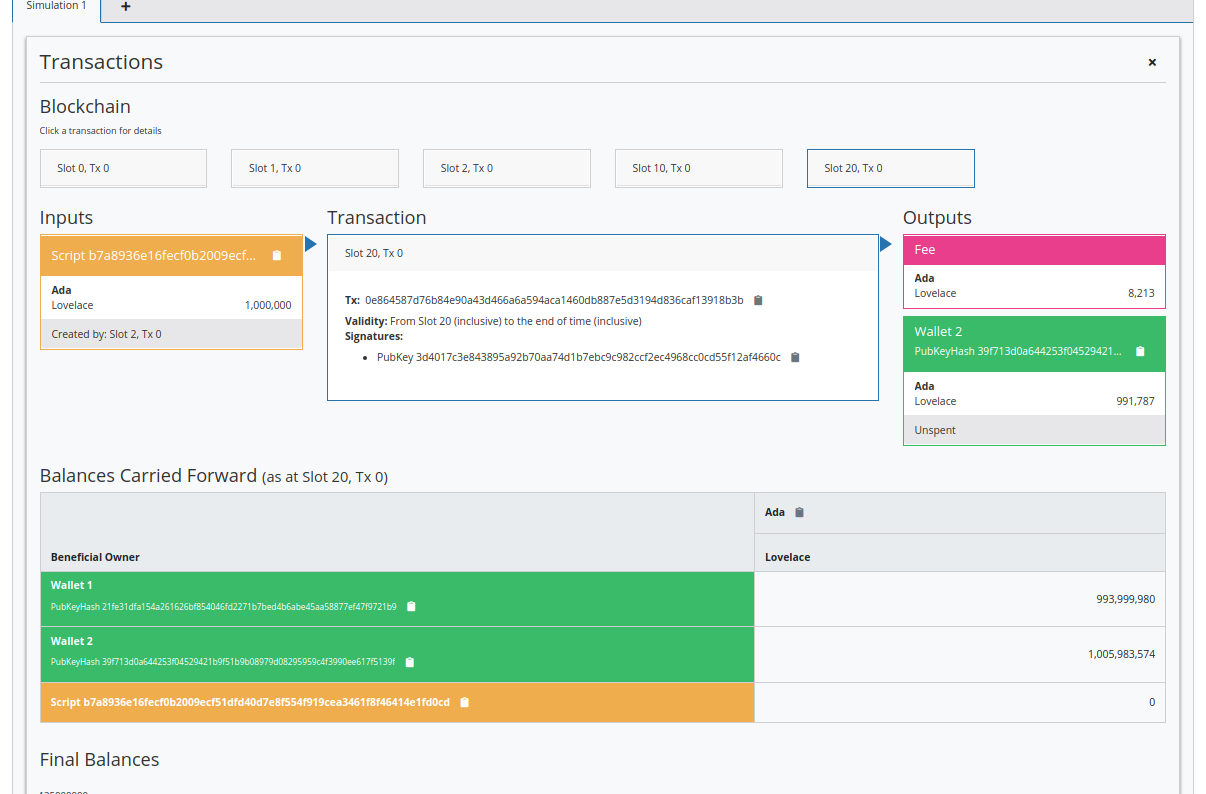 Simulation 1
+
Transactions
×
Blockchain
Click a transaction for details
Slot 0, Tx 0
Slot 1, Tx 0
Slot 2, Tx 0
Slot 10, Tx 0
Slot 20, Tx 0
Inputs
Script b7a8936e16fecf0b2009ecf...
Ada
Lovelace 1,000,000
Created by: Slot 2, Tx 0
Transaction
Slot 20, Tx 0
Tx: 0e864587d76b84e90a43d466a6a594aca1460db887e5d3194d836caf13918b3b
Validity: From Slot 20 (inclusive) to the end of time (inclusive)
Signatures:
• PubKey 3d4017c3e843895a92b70aa74d1b7ebc9c982ccf2ec4968cc0cd55f12af4660c
Outputs
Fee
Ada
Lovelace 8,213
Wallet 2
PubKeyHash 39f713d0a644253f04529421...
Ada
Lovelace 991,787
Unspent
Balances Carried Forward (as at Slot 20, Tx 0)
Ada
Beneficial Owner Lovelace
Wallet 1
PubKeyHash 21fe31dfa154a261626bf854046fd2271b7bed4b6abe45aa58877ef47f9721b9
993,999,980
Wallet 2
PubKeyHash 39f713d0a644253f04529421b9f51b9b08979d08295959c4f3990ee617f5139f
1,005,983,574
Script b7a8936e16fecf0b2009ecf51dfd40d7e8f554f919cea3461f8f46414e1fd0cd
0
Final Balances